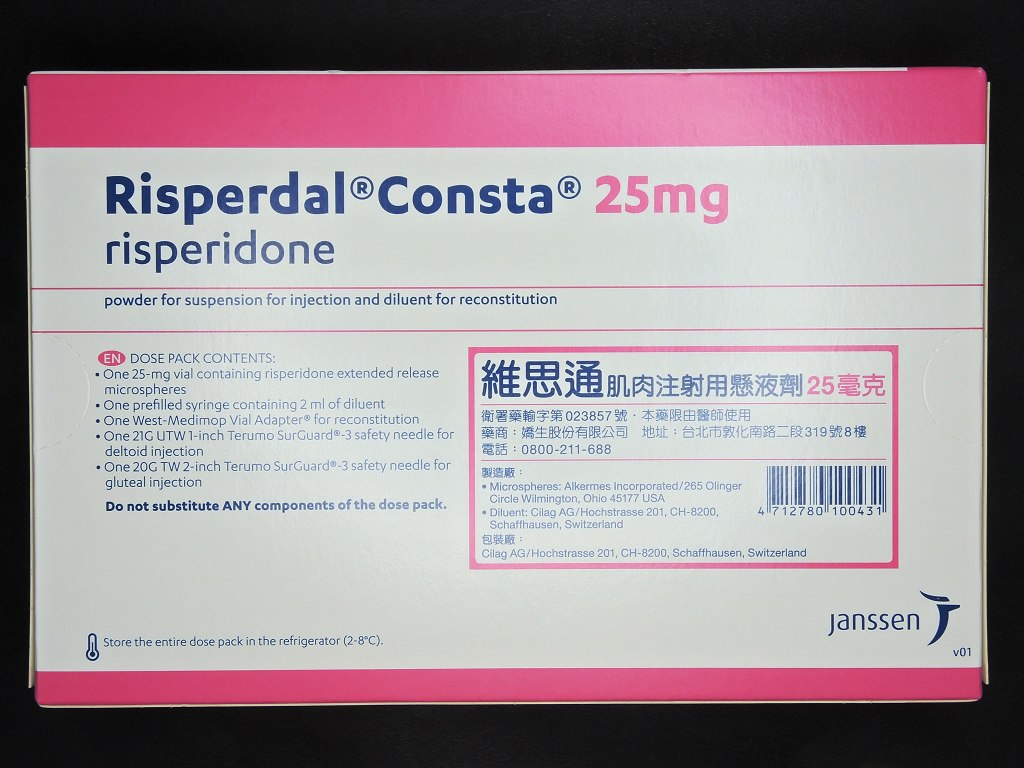 Risperdal®Consta® 25mg
risperidone
powder for suspension for injection and diluent for reconstitution
EN DOSE PACK CONTENTS:
• One 25-mg vial containing risperidone extended release
microspheres
• One prefilled syringe containing 2 ml of diluent
• One West-Medimop Vial Adapter® for reconstitution
• One 21G UTW 1-inch Terumo SurGuard®-3 safety needle for
deltoid injection
• One 20G TW 2-inch Terumo SurGuard®-3 safety needle for
gluteal injection
Do not substitute ANY components of the dose pack.
維思通肌肉注射用懸液劑25毫克
衛署藥輸字第023857號・本藥限由醫師使用
藥商：嬌生股份有限公司 地址：台北市敦化南路二段319號8樓
電話：0800-211-688
製造廠：
• Microspheres: Alkermes Incorporated/265 Olinger
Circle Wilmington, Ohio 45177 USA
• Diluent: Cilag AG/Hochstrasse 201, CH-8200,
Schaffhausen, Switzerland
包裝廠：
Cilag AG/Hochstrasse 201, CH-8200, Schaffhausen, Switzerland
4 712780 100431
Store the entire dose pack in the refrigerator (2-8°C).
janssen
v01